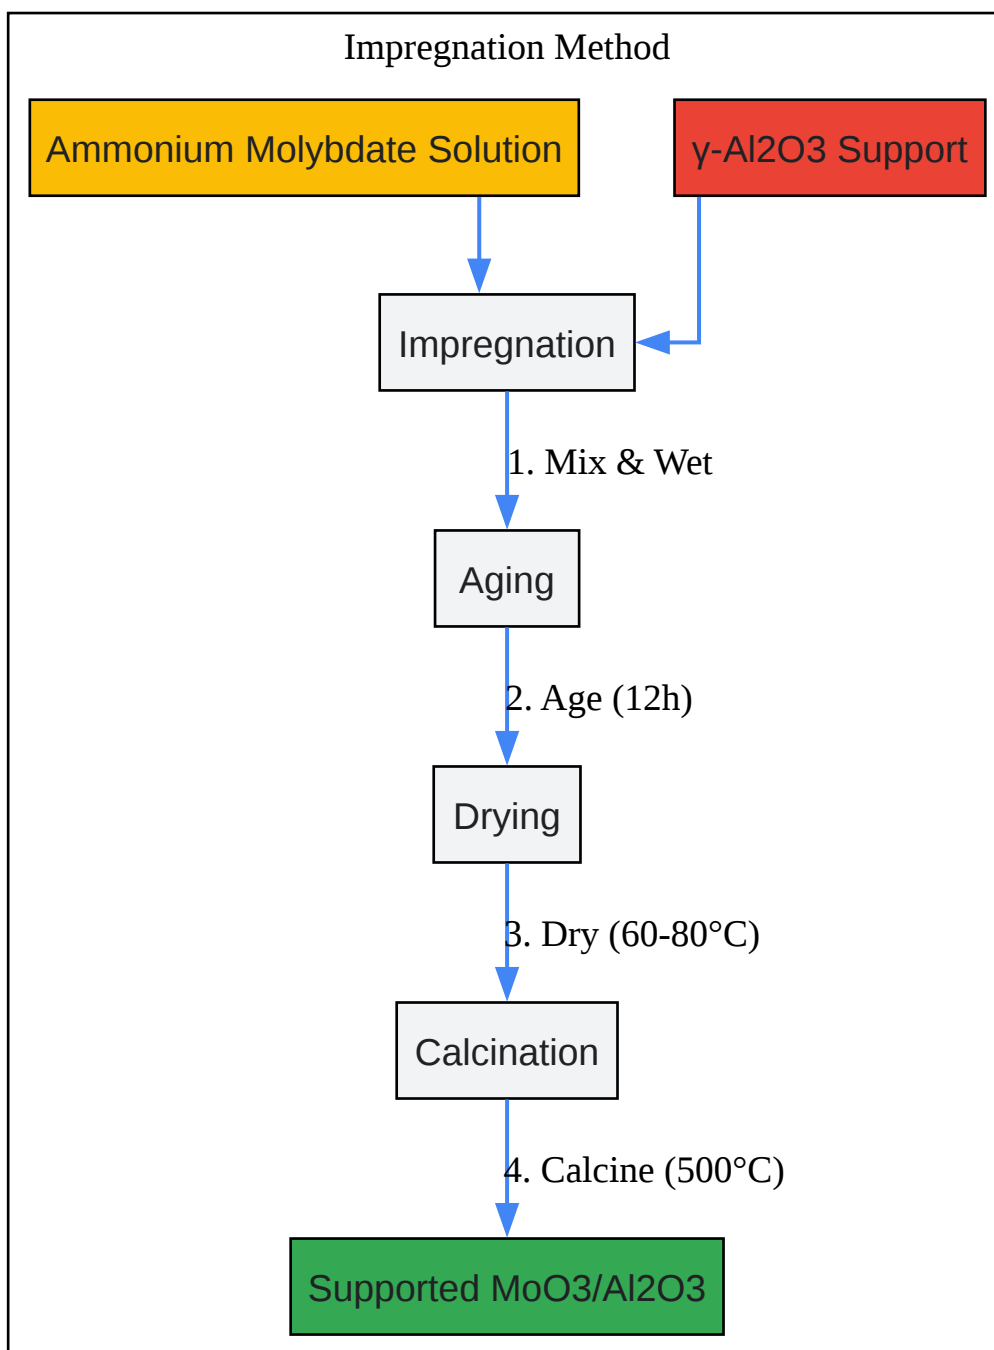 Impregnation Method
Ammonium Molybdate Solution
γ-Al2O3 Support
Impregnation
1. Mix & Wet
Aging
2. Age (12h)
Drying
3. Dry (60-80°C)
Calcination
4. Calcine (500°C)
Supported MoO3/Al2O3